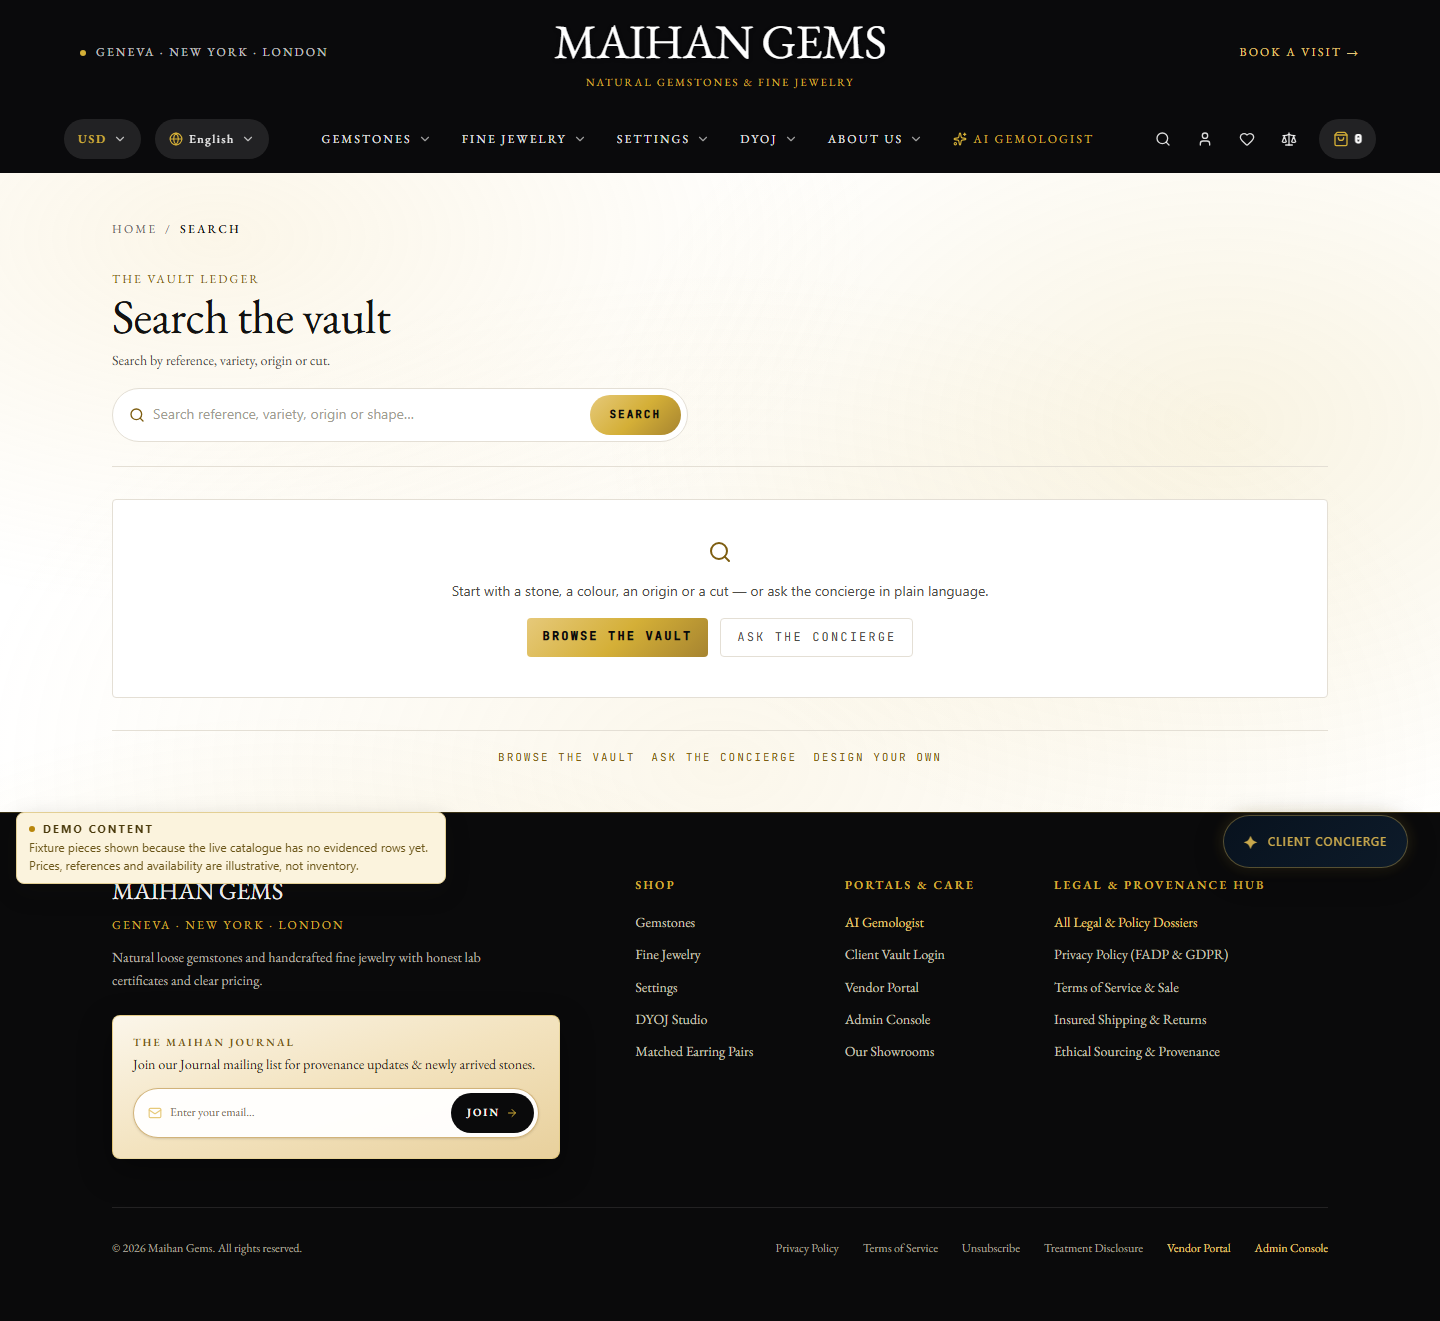 GENEVA · NEW YORK · LONDON
MAIHAN GEMS
NATURAL GEMSTONES & FINE JEWELRY
BOOK A VISIT →
USD
English
GEMSTONES
FINE JEWELRY
SETTINGS
DYOJ
ABOUT US
AI GEMOLOGIST
0
HOME / SEARCH
THE VAULT LEDGER
Search the vault
Search by reference, variety, origin or cut.
Search reference, variety, origin or shape...
SEARCH
Start with a stone, a colour, an origin or a cut — or ask the concierge in plain language.
BROWSE THE VAULT
ASK THE CONCIERGE
BROWSE THE VAULT ASK THE CONCIERGE DESIGN YOUR OWN
DEMO CONTENT
Fixture pieces shown because the live catalogue has no evidenced rows yet.
Prices, references and availability are illustrative, not inventory.
CLIENT CONCIERGE
MAIHAN GEMS
GENEVA · NEW YORK · LONDON
Natural loose gemstones and handcrafted fine jewelry with honest lab
certificates and clear pricing.
THE MAIHAN JOURNAL
Join our Journal mailing list for provenance updates & newly arrived stones.
Enter your email...
JOIN →
SHOP
Gemstones
Fine Jewelry
Settings
DYOJ Studio
Matched Earring Pairs
PORTALS & CARE
AI Gemologist
Client Vault Login
Vendor Portal
Admin Console
Our Showrooms
LEGAL & PROVENANCE HUB
All Legal & Policy Dossiers
Privacy Policy (FADP & GDPR)
Terms of Service & Sale
Insured Shipping & Returns
Ethical Sourcing & Provenance
© 2026 Maihan Gems. All rights reserved.
Privacy Policy
Terms of Service
Unsubscribe
Treatment Disclosure
Vendor Portal
Admin Console